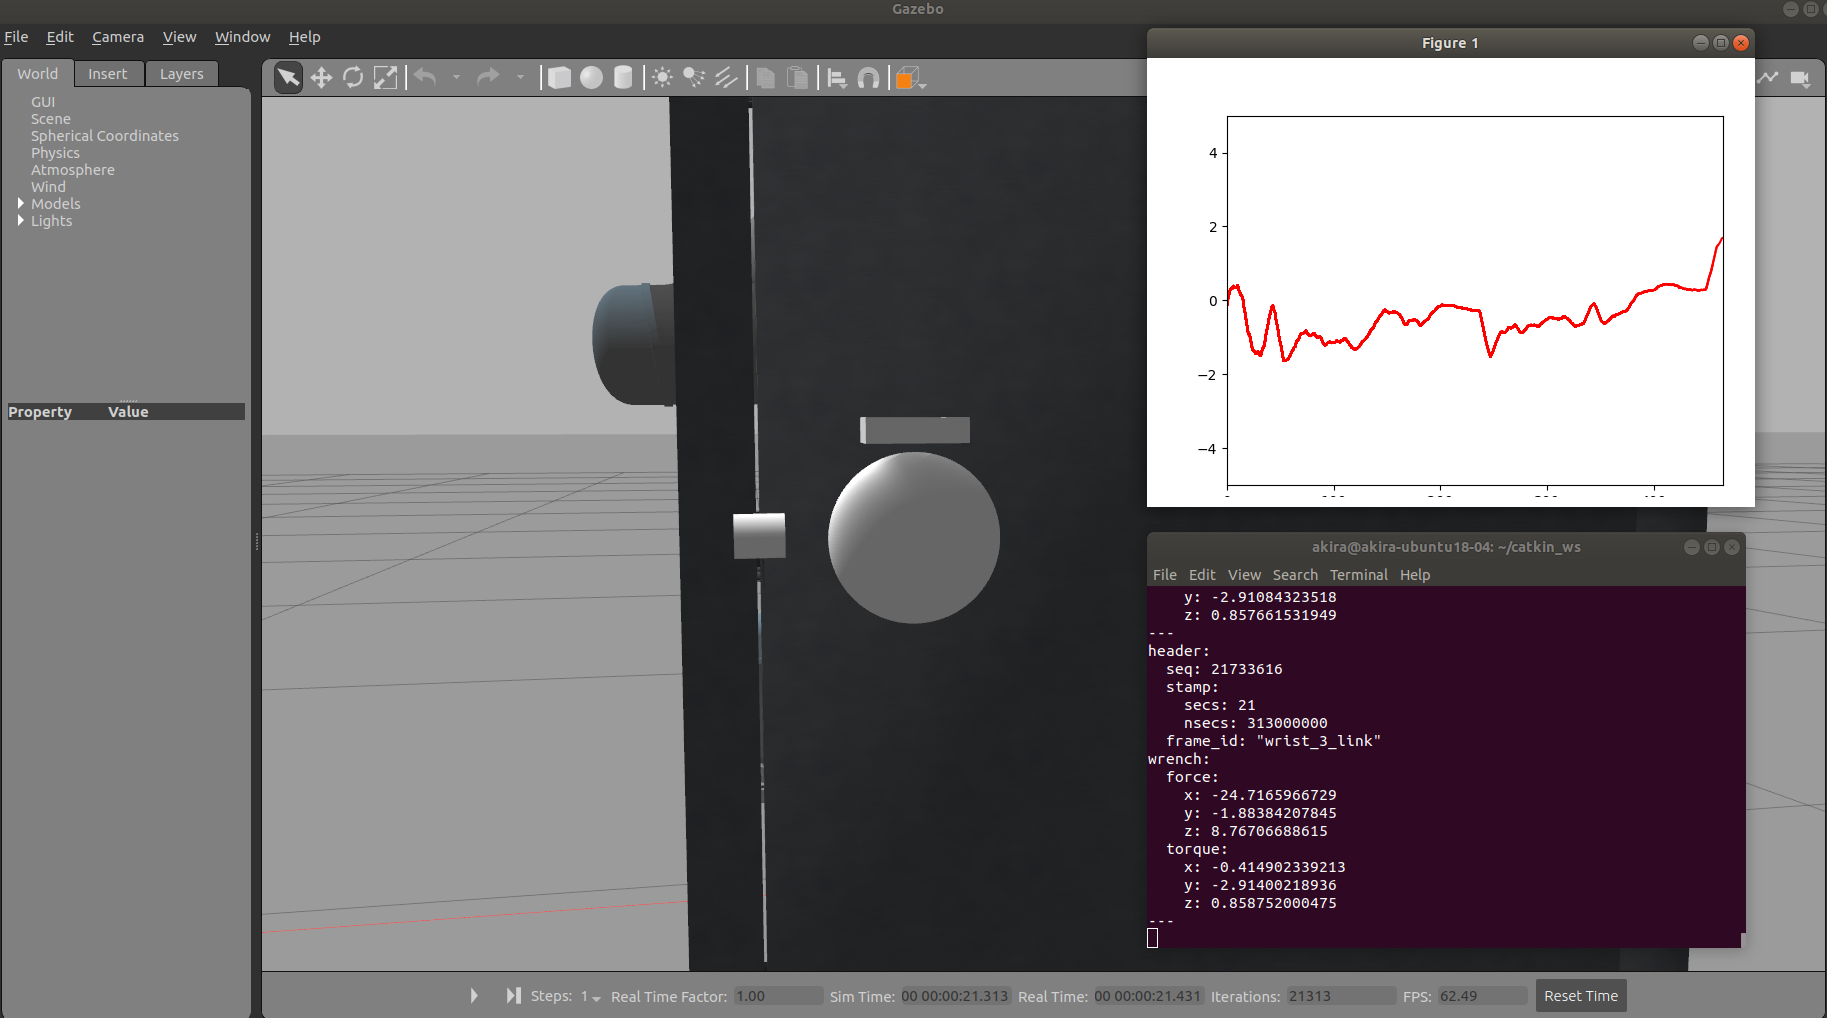 Gazebo
File Edit Camera View Window Help
World Insert Layers
GUI
Scene
Spherical Coordinates
Physics
Atmosphere
Wind
Models
Lights
Property Value
Figure 1
4
2
0
−2
−4
akira@akira-ubuntu18-04: ~/catkin_ws
File Edit View Search Terminal Help
y: -2.91084323518
z: 0.857661531949
---
header:
seq: 21733616
stamp:
secs: 21
nsecs: 313000000
frame_id: "wrist_3_link"
wrench:
force:
x: -24.7165966729
y: -1.88384207845
z: 8.76706688615
torque:
x: -0.414902339213
y: -2.91400218936
z: 0.858752000475
---
Steps: 1 Real Time Factor: 1.00 Sim Time: 00 00:00:21.313 Real Time: 00 00:00:21.431 Iterations: 21313 FPS: 62.49 Reset Time